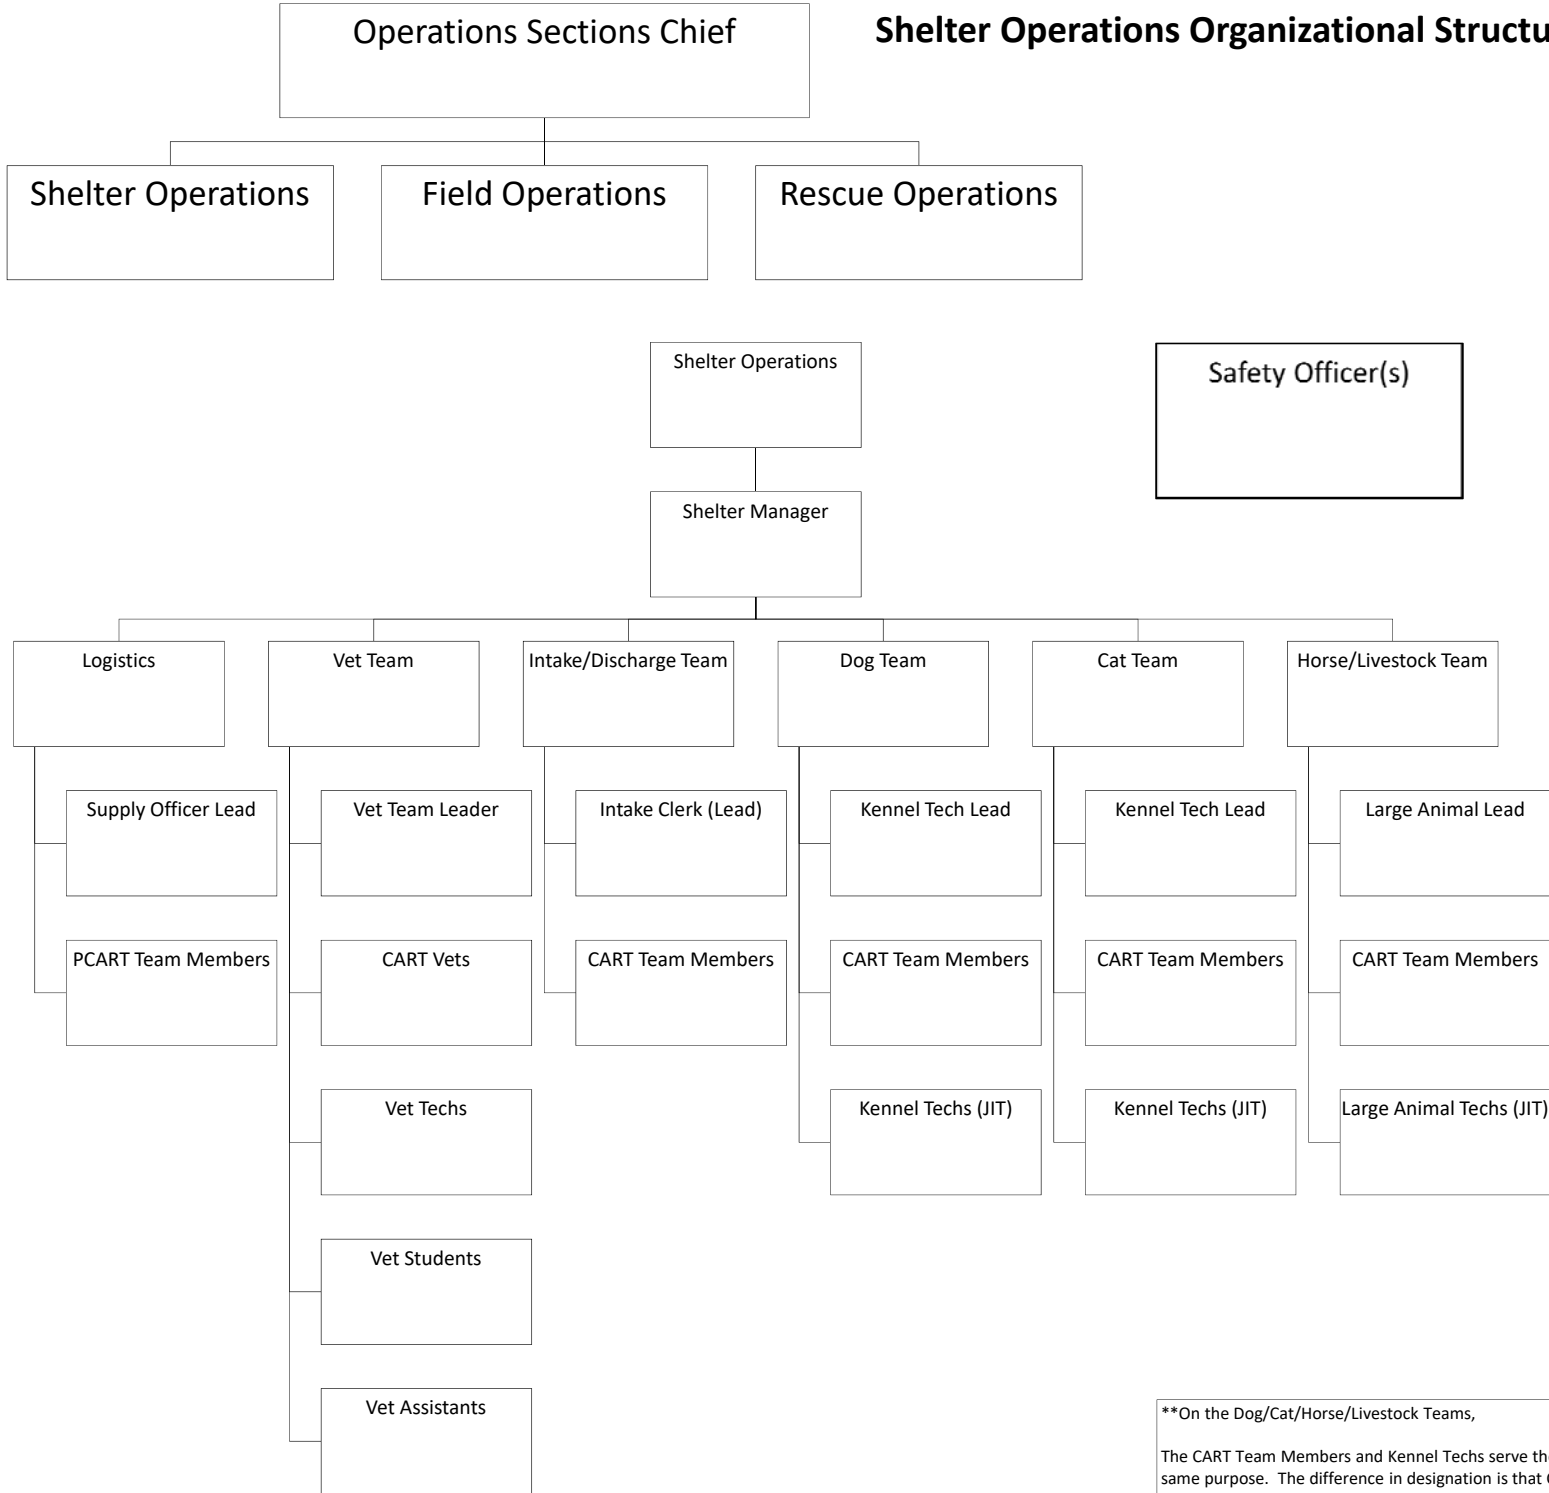 Operations Sections Chief
Shelter Operations Organizational
Shelter Operations
Field Operations
Rescue Operations
Shelter Operations
Safety Officer(s)
Shelter Manager
Logistics
Vet Team
Intake/Discharge Team
Dog Team
Cat Team
Horse/Livestock Team
Supply Officer Lead
Vet Team Leader
Intake Clerk (Lead)
Kennel Tech Lead
Kennel Tech Lead
Large Animal Lead
PCART Team Members
CART Vets
CART Team Members
CART Team Members
CART Team Members
CART Team Members
Vet Techs
Kennel Techs (JIT)
Kennel Techs (JIT)
Large Animal Techs (JIT)
Vet Students
Vet Assistants
**On the Dog/Cat/Horse/Livestock Teams,
The CART Team Members and Kennel Techs serve the
same purpose. The difference in designation is that